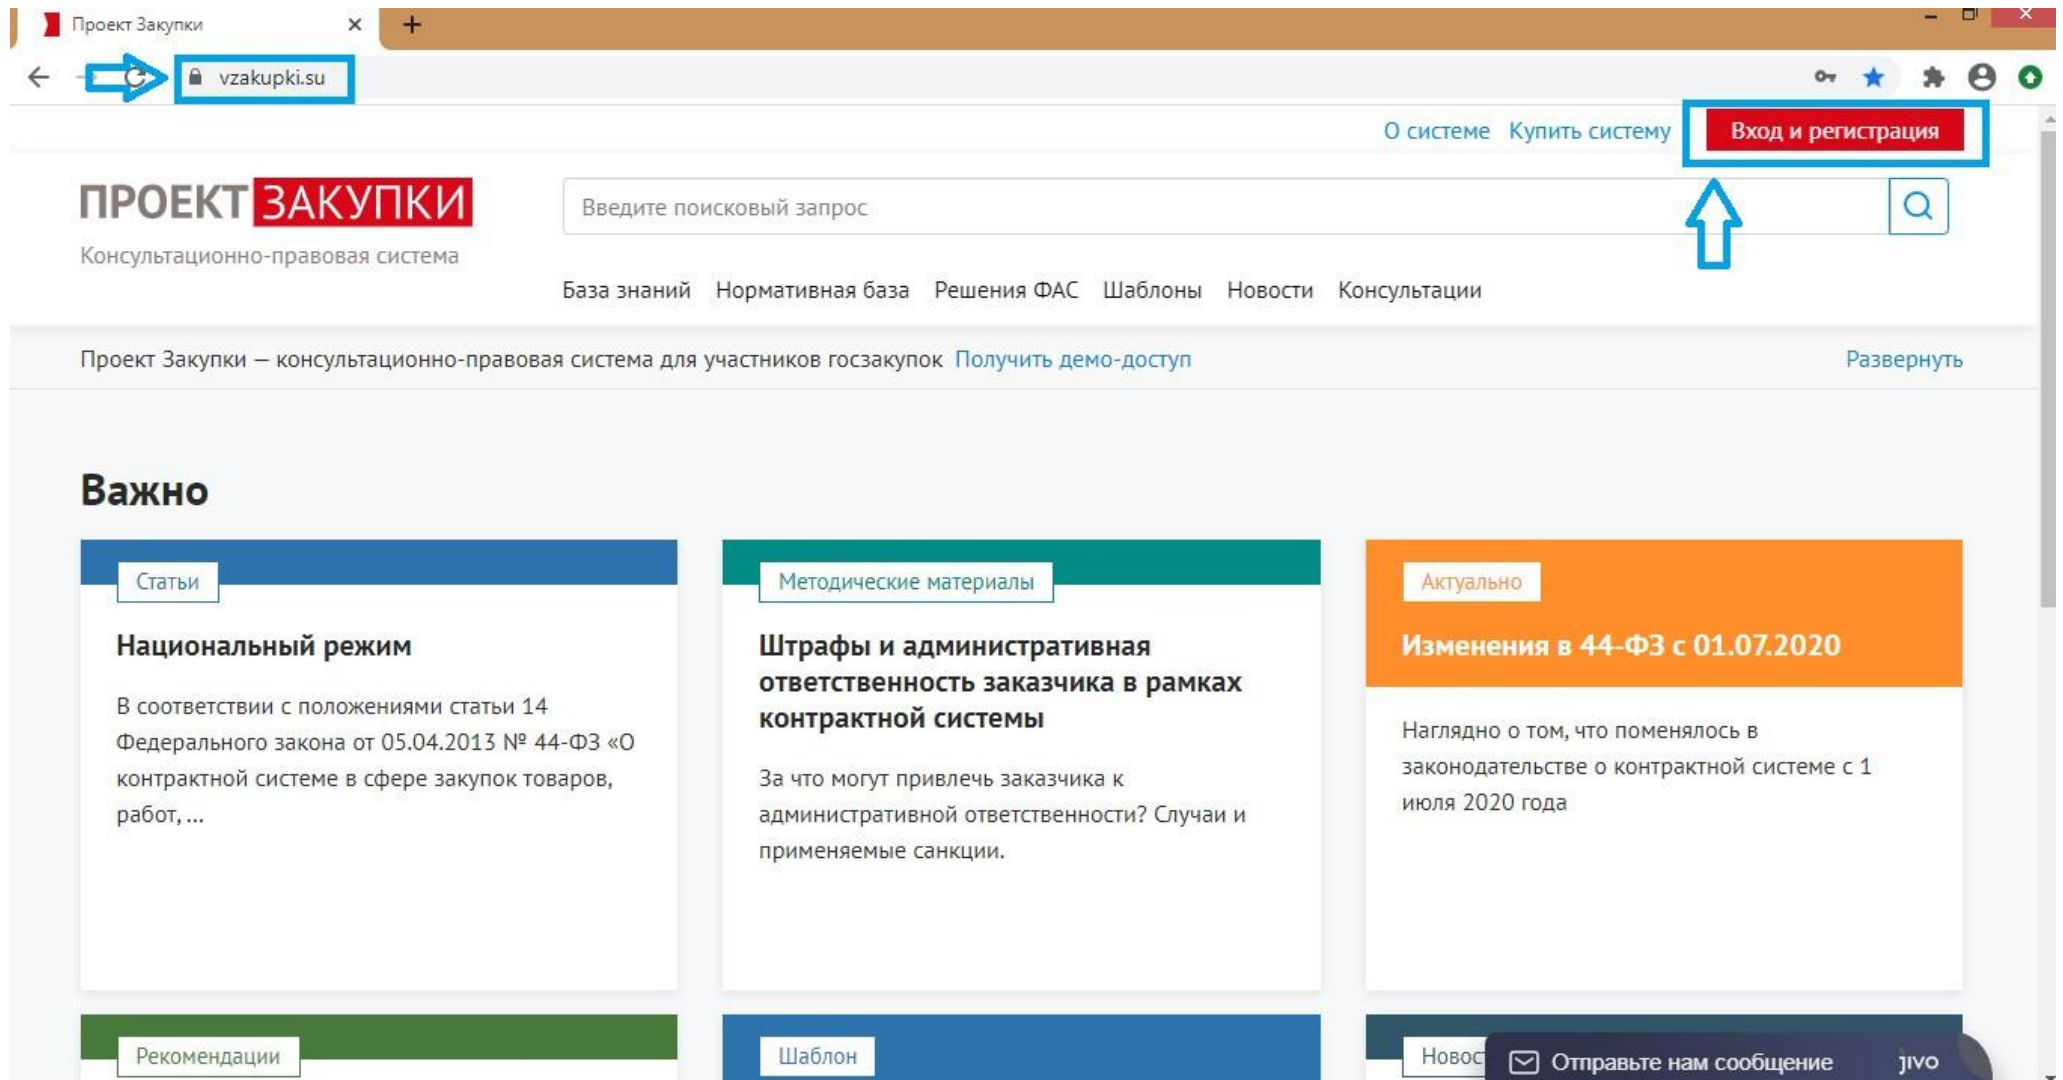 Проект Закупки
vzakupki.su
О системе Купить систему Вход и регистрация
ПРОЕКТ ЗАКУПКИ
Введите поисковый запрос
Консультационно-правовая система
База знаний Нормативная база Решения ФАС Шаблоны Новости Консультации
Проект Закупки — консультационно-правовая система для участников госзакупок Получить демо-доступ Развернуть
Важно
Статьи
Национальный режим
В соответствии с положениями статьи 14
Федерального закона от 05.04.2013 № 44-ФЗ «О
контрактной системе в сфере закупок товаров,
работ, ...
Методические материалы
Штрафы и административная
ответственность заказчика в рамках
контрактной системы
За что могут привлечь заказчика к
административной ответственности? Случаи и
применяемые санкции.
Актуально
Изменения в 44-ФЗ с 01.07.2020
Наглядно о том, что поменялось в
законодательстве о контрактной системе с 1
июля 2020 года
Рекомендации
Шаблон
Отправьте нам сообщение jivo